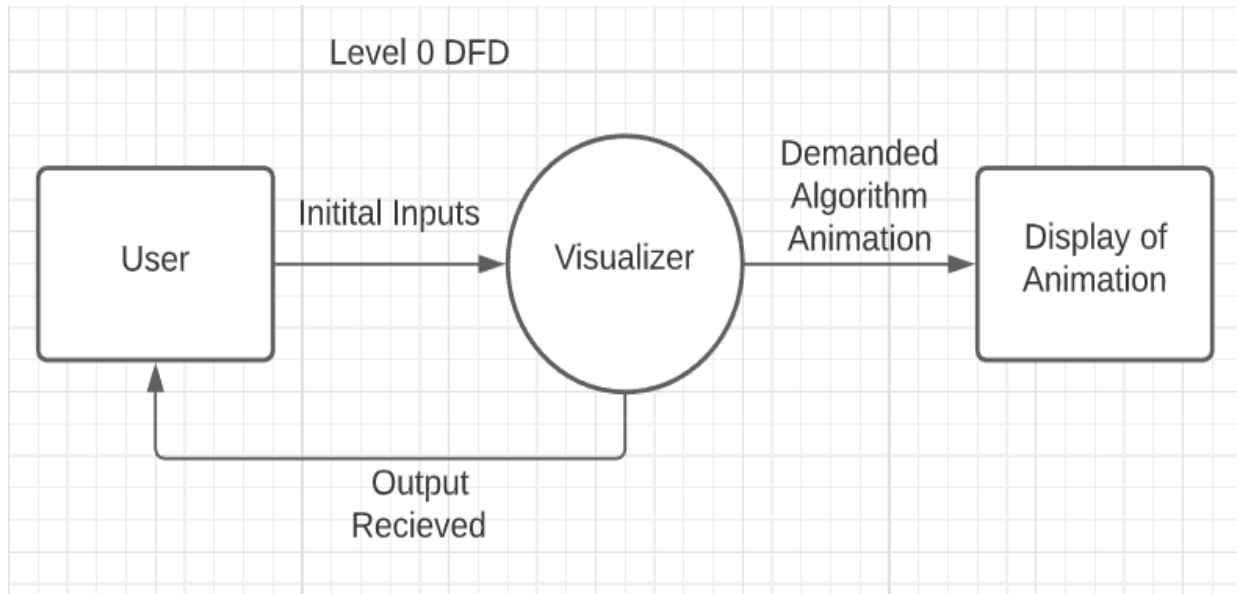 Level 0 DFD
User
Initital Inputs
Visualizer
Demanded
Algorithm
Animation
Display of
Animation
Output
Recieved